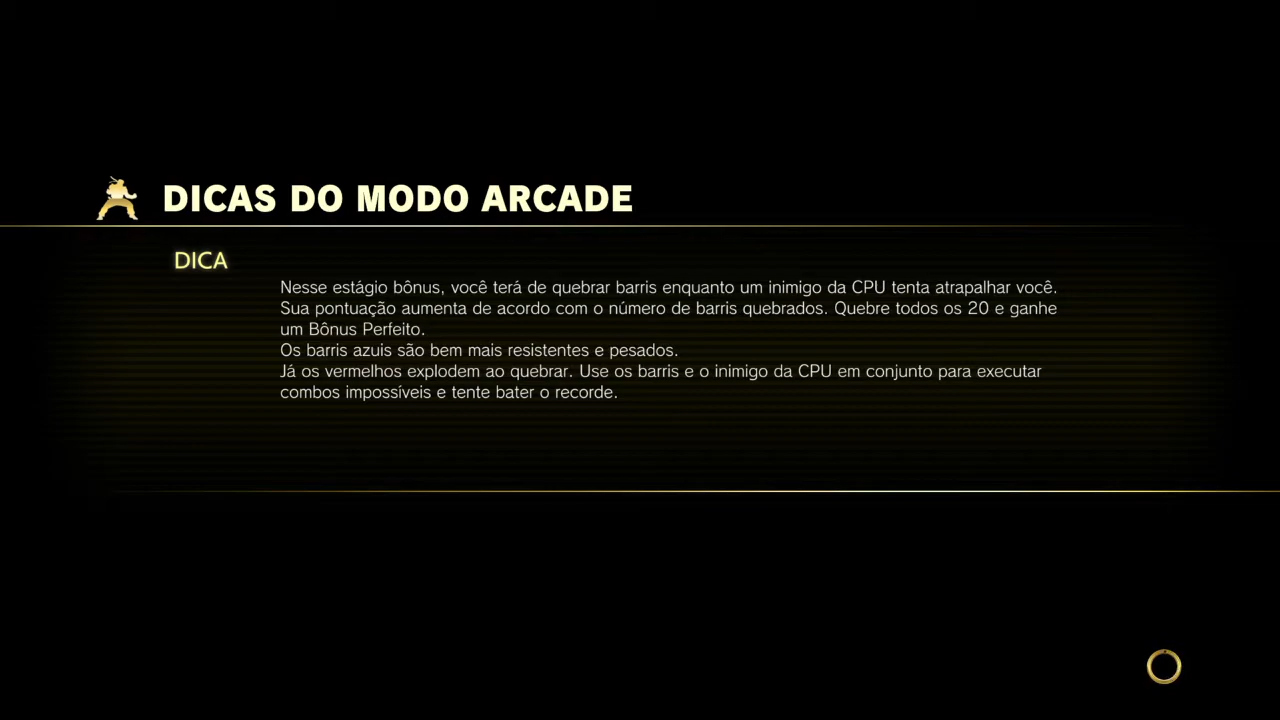 DICAS DO MODO ARCADE
DICA
Nesse estágio bônus, você terá de quebrar barris enquanto um inimigo da CPU tenta atrapalhar você.
Sua pontuação aumenta de acordo com o número de barris quebrados. Quebre todos os 20 e ganhe
um Bônus Perfeito.
Os barris azuis são bem mais resistentes e pesados.
Já os vermelhos explodem ao quebrar. Use os barris e o inimigo da CPU em conjunto para executar
combos impossíveis e tente bater o recorde.